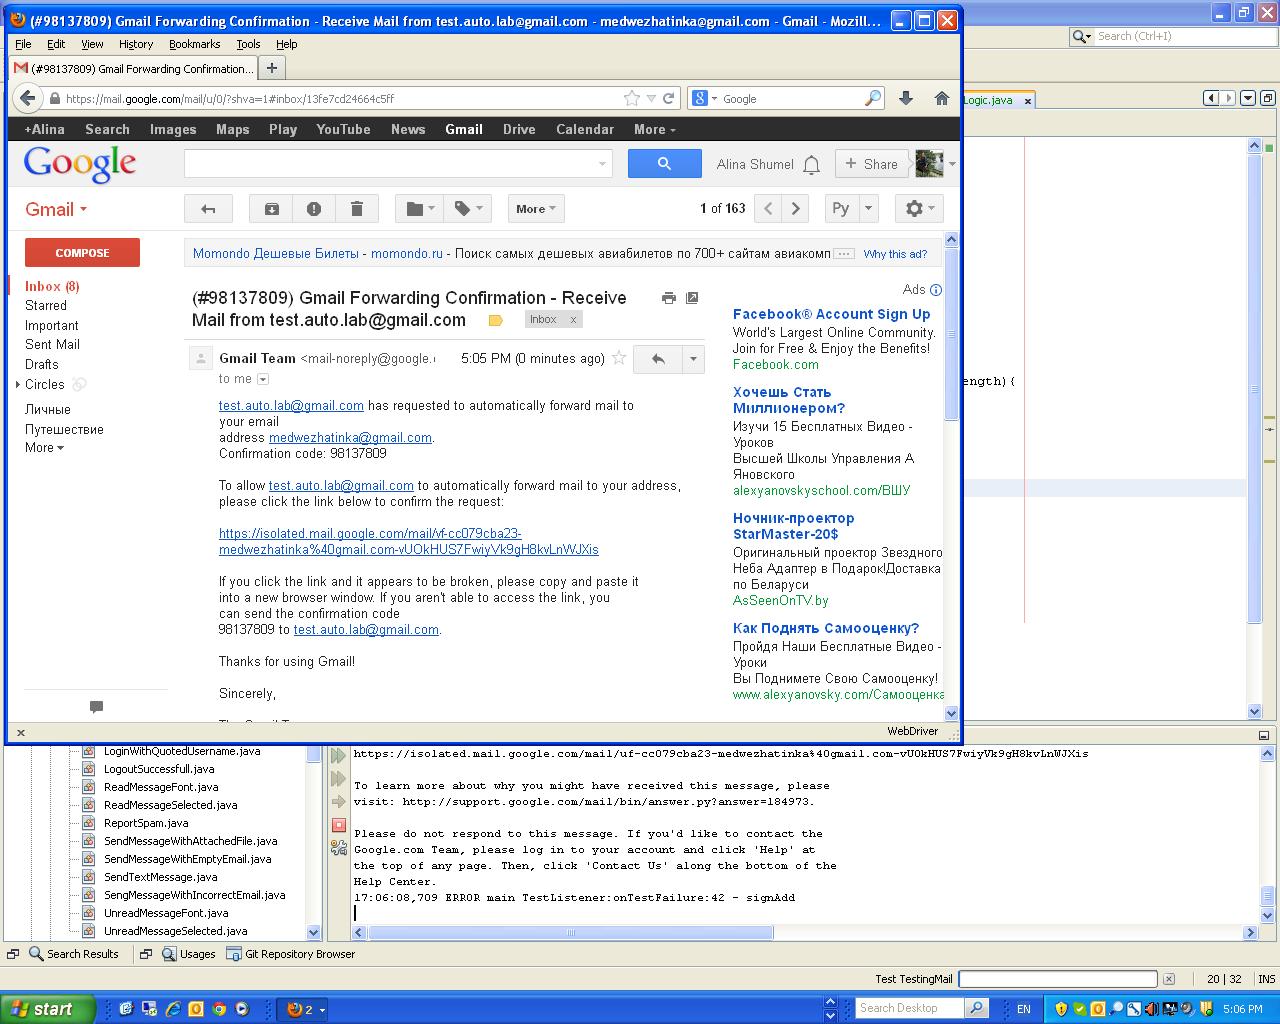 (#98137809) Gmail Forwarding Confirmation - Receive Mail from test.auto.lab@gmail.com - medwezhatinka@gmail.com - Gmail - Mozill...
File Edit View History Bookmarks Tools Help
Search (Ctrl+I)
(#98137809) Gmail Forwarding Confirmation... +
https://mail.google.com/mail/u/0/?shva=1#inbox/13fe7cd24664c5ff
Google
Logic.java
+Alina Search Images Maps Play YouTube News Gmail Drive Calendar More
Google
Alina Shumel
+ Share
Gmail
More
1 of 163
Ру
COMPOSE
Inbox (8)
Starred
Important
Sent Mail
Drafts
Circles
Личные
Путешествие
More
Momondo Дешевые Билеты - momondo.ru - Поиск самых дешевых авиабилетов по 700+ сайтам авиакомп ... Why this ad?
(#98137809) Gmail Forwarding Confirmation - Receive
Mail from test.auto.lab@gmail.com
Inbox x
Gmail Team <mail-noreply@google.c
5:05 PM (0 minutes ago)
to me
test.auto.lab@gmail.com has requested to automatically forward mail to
your email
address medwezhatinka@gmail.com.
Confirmation code: 98137809
To allow test.auto.lab@gmail.com to automatically forward mail to your address,
please click the link below to confirm the request:
https://isolated.mail.google.com/mail/vf-cc079cba23-
medwezhatinka%40gmail.com-vUOkHUS7FwiyVk9gH8kvLnWJXis
If you click the link and it appears to be broken, please copy and paste it
into a new browser window. If you aren't able to access the link, you
can send the confirmation code
98137809 to test.auto.lab@gmail.com.
Thanks for using Gmail!
Sincerely,
Ads
Facebook® Account Sign Up
World's Largest Online Community.
Join for Free & Enjoy the Benefits!
Facebook.com
Хочешь Стать
Миллионером?
Изучи 15 Бесплатных Видео -
Уроков
Высшей Школы Управления А
Яновского
alexyanovskyschool.com/ВШУ
Ночник-проектор
StarMaster-20$
Оригинальный проектор Звездного
Неба Адаптер в Подарок!Доставка
по Беларуси
AsSeenOnTV.by
Как Поднять Самооценку?
Пройдя Наши Бесплатные Видео -
Уроки
Вы Поднимете Свою Самооценку!
www.alexyanovsky.com/Самооценка
ength){
x
WebDriver
LoginWithQuotedUsername.java
LogoutSuccessfull.java
ReadMessageFont.java
ReadMessageSelected.java
ReportSpam.java
SendMessageWithAttachedFile.java
SendMessageWithEmptyEmail.java
SendTextMessage.java
SengMessageWithIncorrectEmail.java
UnreadMessageFont.java
UnreadMessageSelected.java
https://isolated.mail.google.com/mail/uf-cc079cba23-medwezhatinka%40gmail.com-vUOkHUS7FwiyVk9gH8kvLnWJXis
To learn more about why you might have received this message, please
visit: http://support.google.com/mail/bin/answer.py?answer=184973.
Please do not respond to this message. If you'd like to contact the
Google.com Team, please log in to your account and click 'Help' at
the top of any page. Then, click 'Contact Us' along the bottom of the
Help Center.
17:06:08,709 ERROR main TestListener:onTestFailure:42 - signAdd
Search Results Usages Git Repository Browser
Test TestingMail
20 | 32 INS
start
2
Search Desktop
EN
5:06 PM